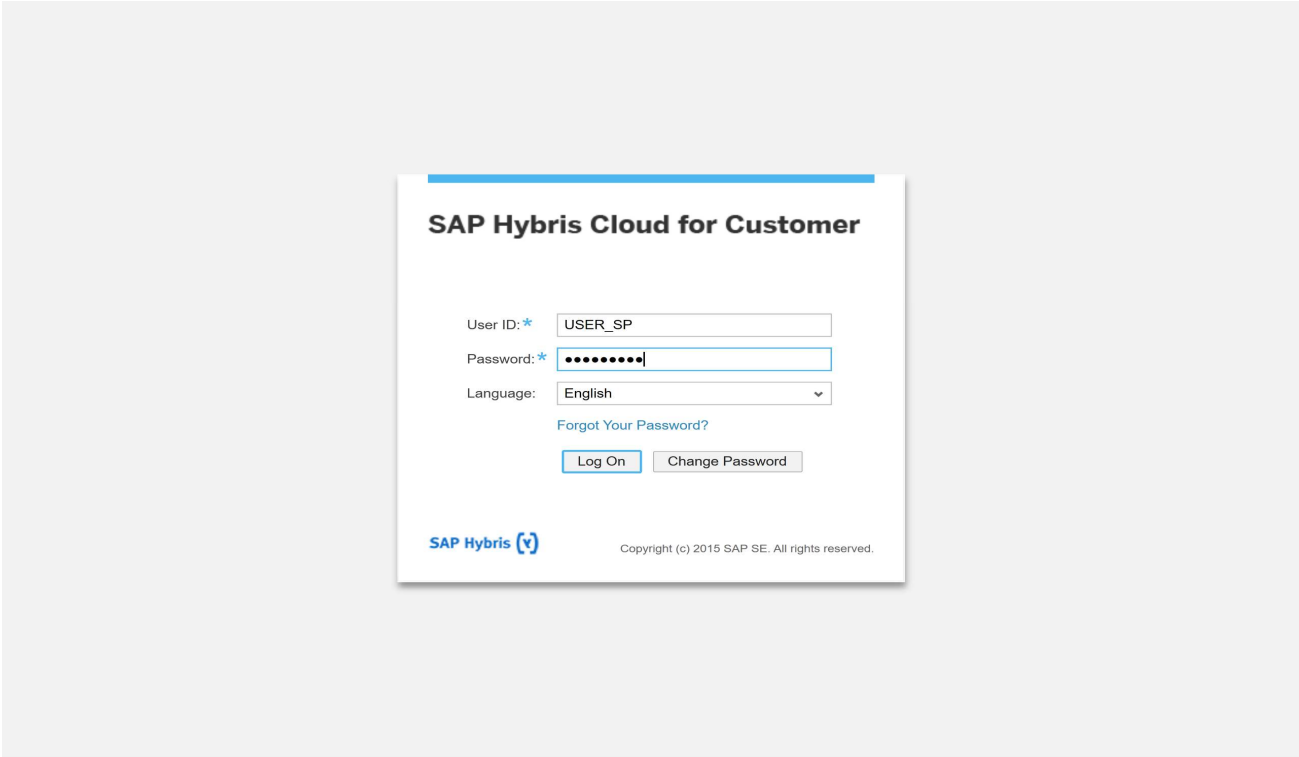 SAP Hybris Cloud for Customer
User ID:* USER_SP
Password:* •••••••••
Language: English
Forgot Your Password?
Log On Change Password
SAP Hybris (Y) Copyright (c) 2015 SAP SE. All rights reserved.